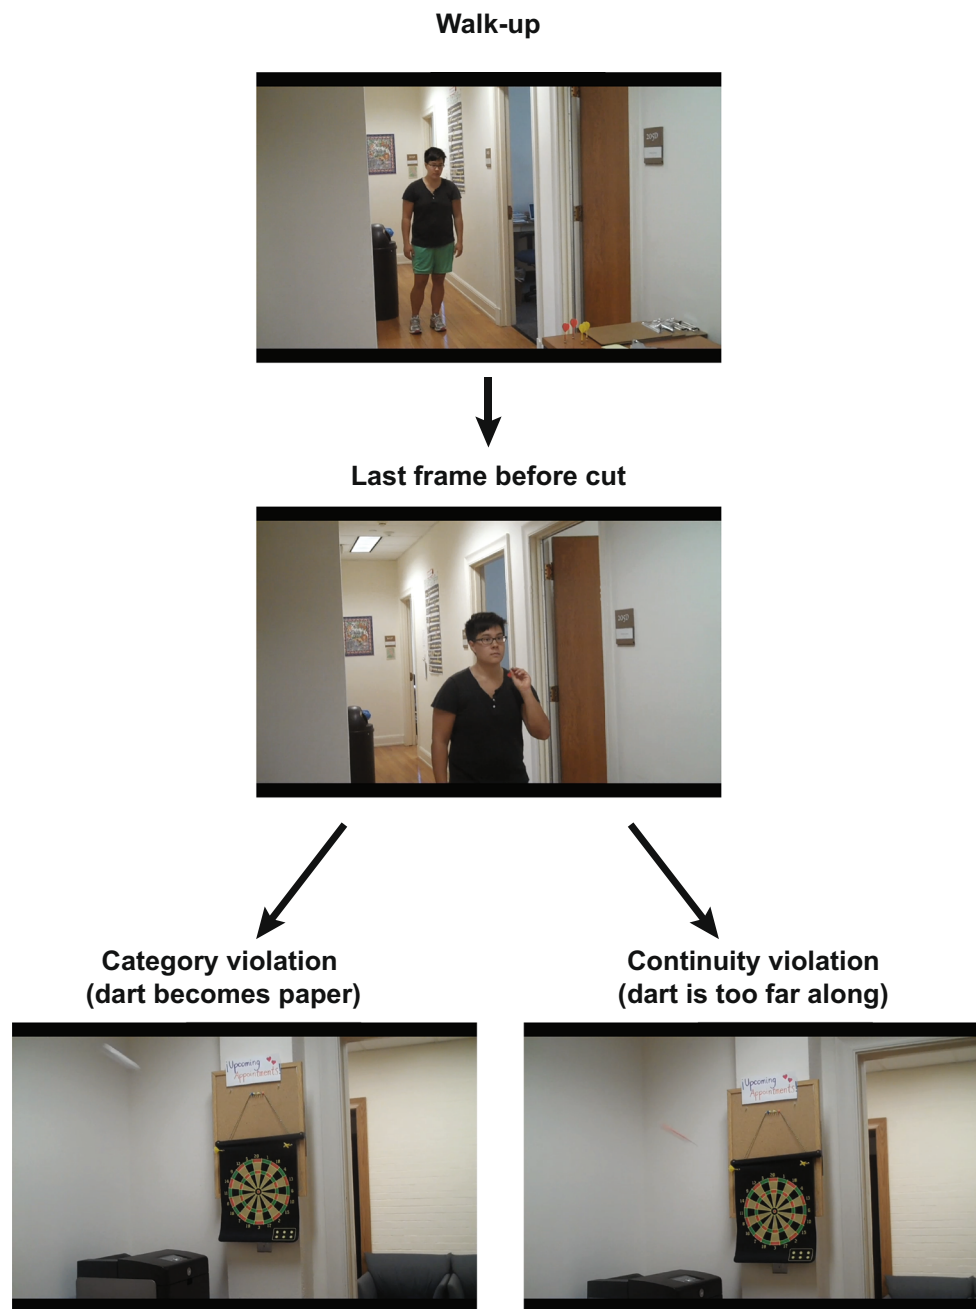 Walk-up
Last frame before cut
Category violation
(dart becomes paper)
Continuity violation
(dart is too far along)
¡Upcoming
Appointments!
¡Upcoming
Appointments!